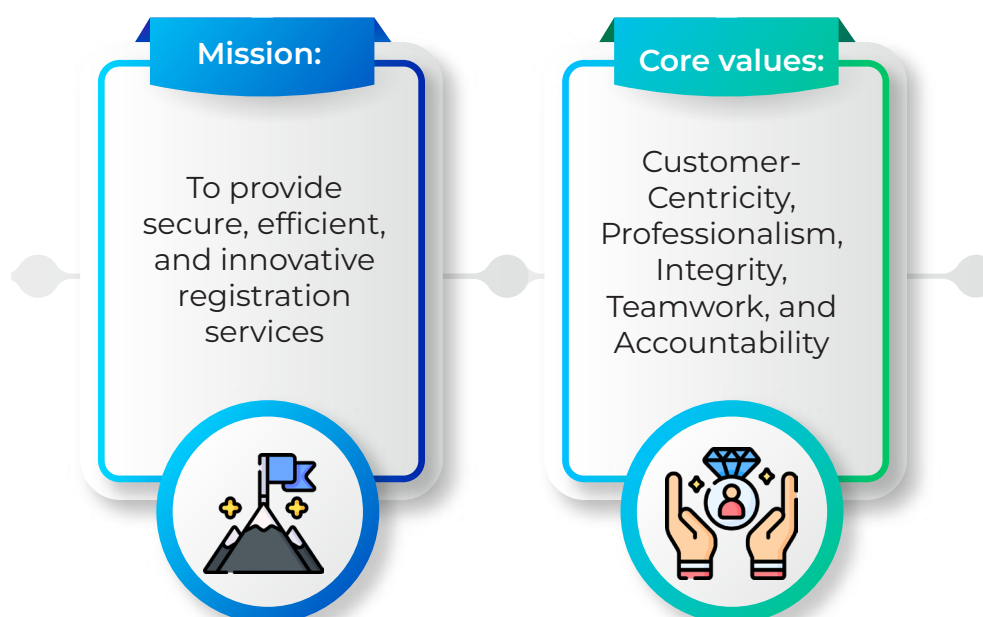 Mission:
To provide
secure, efficient,
and innovative
registration
services
Core values:
Customer-
Centricity,
Professionalism,
Integrity,
Teamwork, and
Accountability